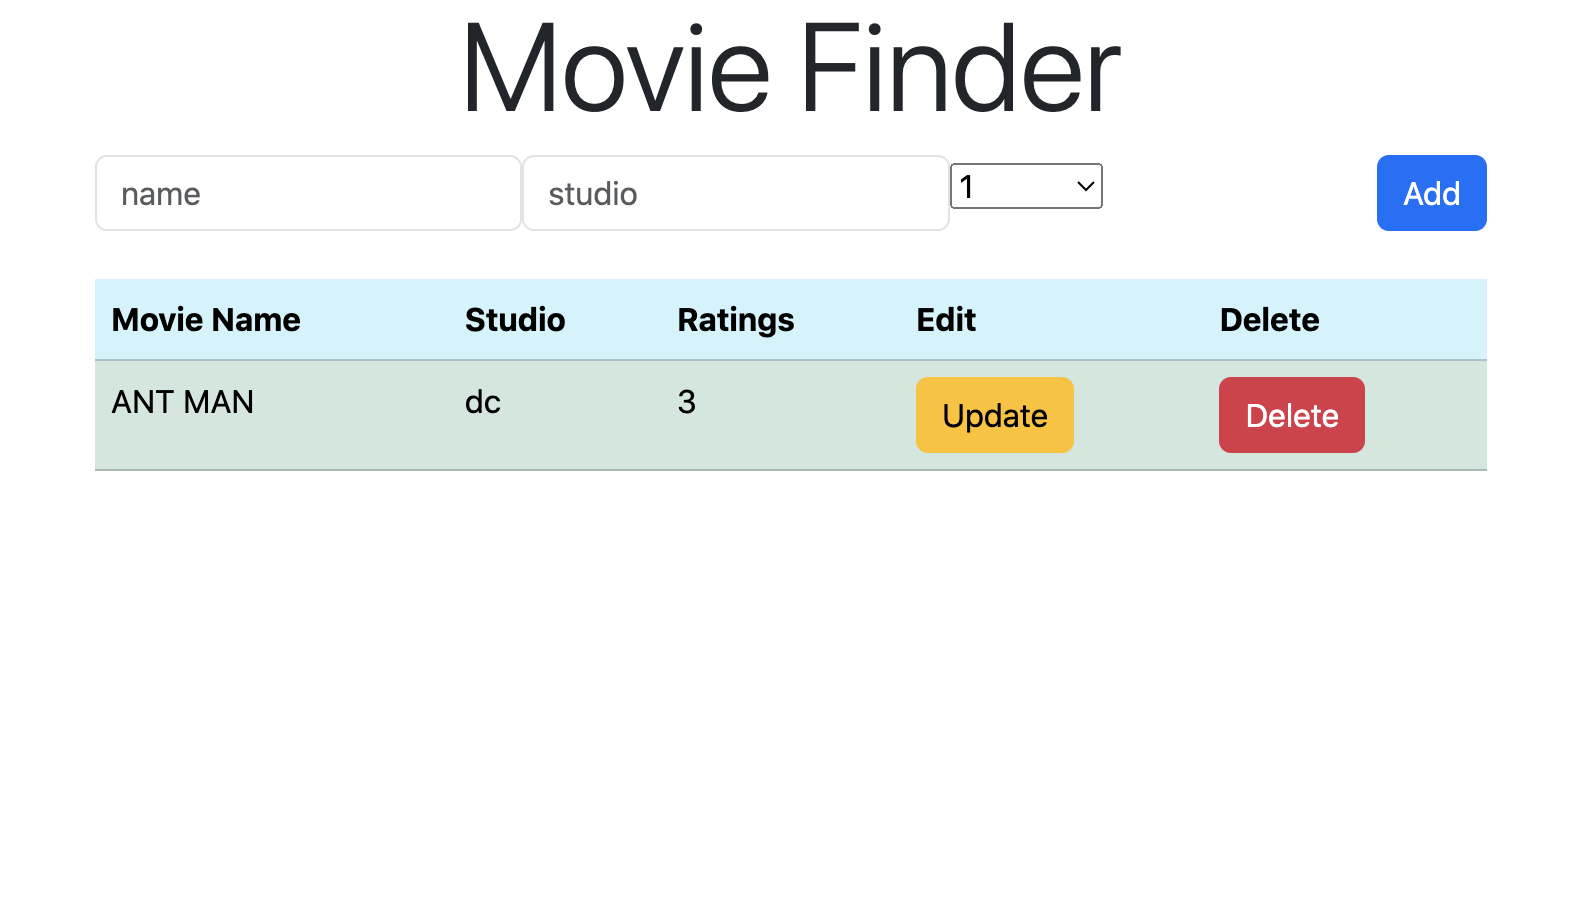 Movie Finder
name studio 1 Add
Movie Name Studio Ratings Edit Delete
ANT MAN dc 3 Update Delete